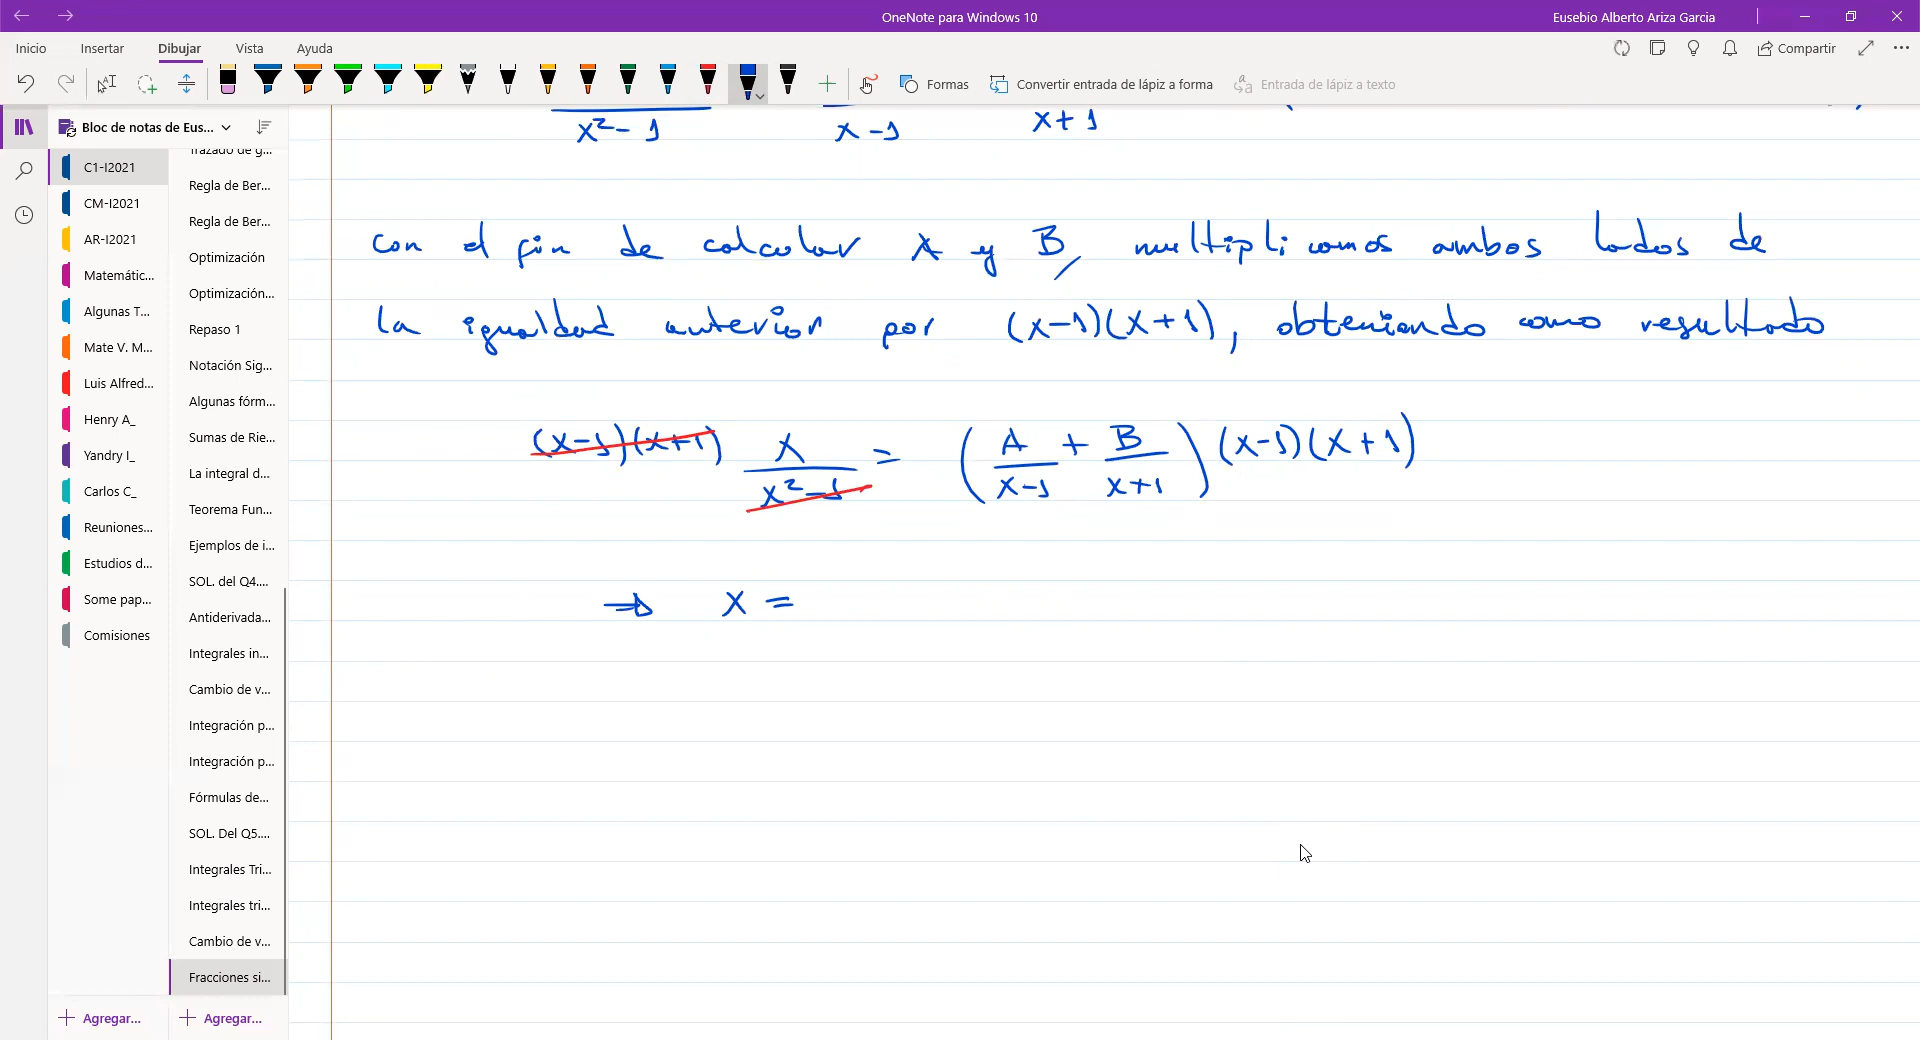 OneNote para Windows 10
Eusebio Alberto Ariza Garcia
Inicio Insertar Dibujar Vista Ayuda
Compartir
Formas
Convertir entrada de lápiz a forma
Entrada de lápiz a texto
Bloc de notas de Eus...
C1-I2021
CM-I2021
AR-I2021
Matemátic...
Algunas T...
Mate V. M...
Luis Alfred...
Henry A_
Yandry I_
Carlos C_
Reuniones...
Estudios d...
Some pap...
Comisiones
Agregar...
Trazado de g...
Regla de Ber...
Regla de Ber...
Optimización
Optimización...
Repaso 1
Notación Sig...
Algunas fórm...
Sumas de Rie...
La integral d...
Teorema Fun...
Ejemplos de i...
SOL. del Q4....
Antiderivada...
Integrales in...
Cambio de v...
Integración p...
Integración p...
Fórmulas de...
SOL. Del Q5....
Integrales Tri...
Integrales tri...
Cambio de v...
Fracciones si...
Agregar...
x² - 1 x - 1 x + 1
con el fin de calcular A y B, multiplicamos ambos lados de
la igualdad anterior por (x-1)(x+1), obteniendo como resultado
(x-1)(x+1) x/(x²-1) = (A/(x-1) + B/(x+1)) (x-1)(x+1)
⇒ x =